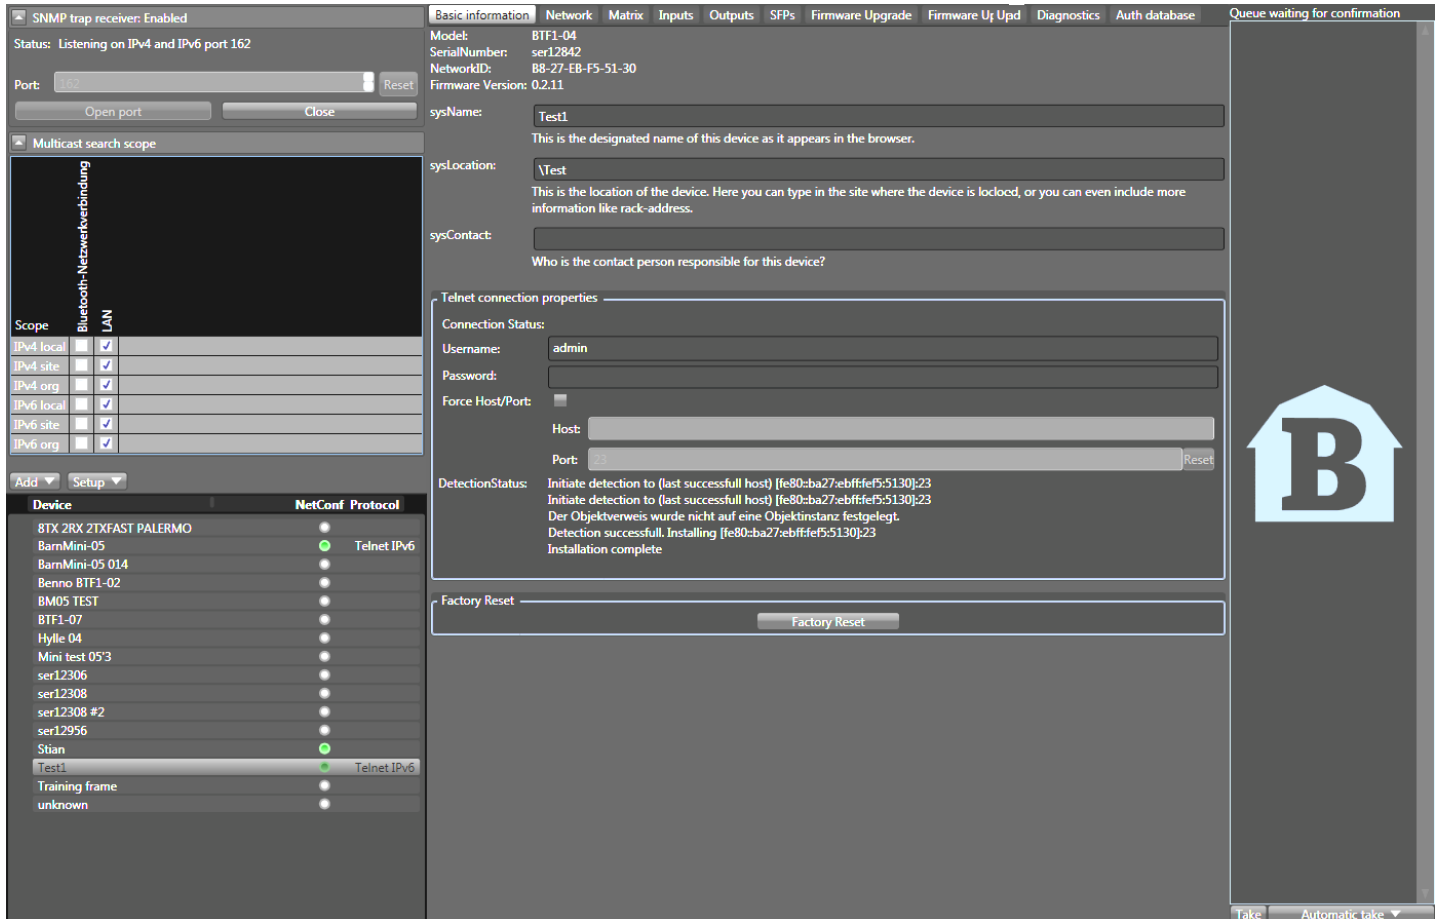 SNMP trap receiver: Enabled
Status: Listening on IPv4 and IPv6 port 162
Port: 162 Reset
Open port Close
Multicast search scope
Scope Bluetooth-Netzwerkverbindung LAN
IPv4 local
IPv4 site
IPv4 org
IPv6 local
IPv6 site
IPv6 org
Add Setup
Device NetConf Protocol
8TX 2RX 2TXFAST PALERMO
BarnMini-05 Telnet IPv6
BarnMini-05 014
Benno BTF1-02
BM05 TEST
BTF1-07
Hylle 04
Mini test 05'3
ser12306
ser12308
ser12308 #2
ser12956
Stian
Test1 Telnet IPv6
Training frame
unknown
Basic information Network Matrix Inputs Outputs SFPs Firmware Upgrade Firmware Up Upd Diagnostics Auth database
Model: BTF1-04
SerialNumber: ser12842
NetworkID: B8-27-EB-F5-51-30
Firmware Version: 0.2.11
sysName: Test1
This is the designated name of this device as it appears in the browser.
sysLocation: \Test
This is the location of the device. Here you can type in the site where the device is locloed, or you can even include more
information like rack-address.
sysContact:
Who is the contact person responsible for this device?
Telnet connection properties
Connection Status:
Username: admin
Password:
Force Host/Port:
Host:
Port: 23 Reset
DetectionStatus: Initiate detection to (last successfull host) [fe80::ba27:ebff:fef5:5130]:23
Initiate detection to (last successfull host) [fe80::ba27:ebff:fef5:5130]:23
Der Objektverweis wurde nicht auf eine Objektinstanz festgelegt.
Detection successfull. Installing [fe80::ba27:ebff:fef5:5130]:23
Installation complete
Factory Reset
Factory Reset
Queue waiting for confirmation
B
Take Automatic take